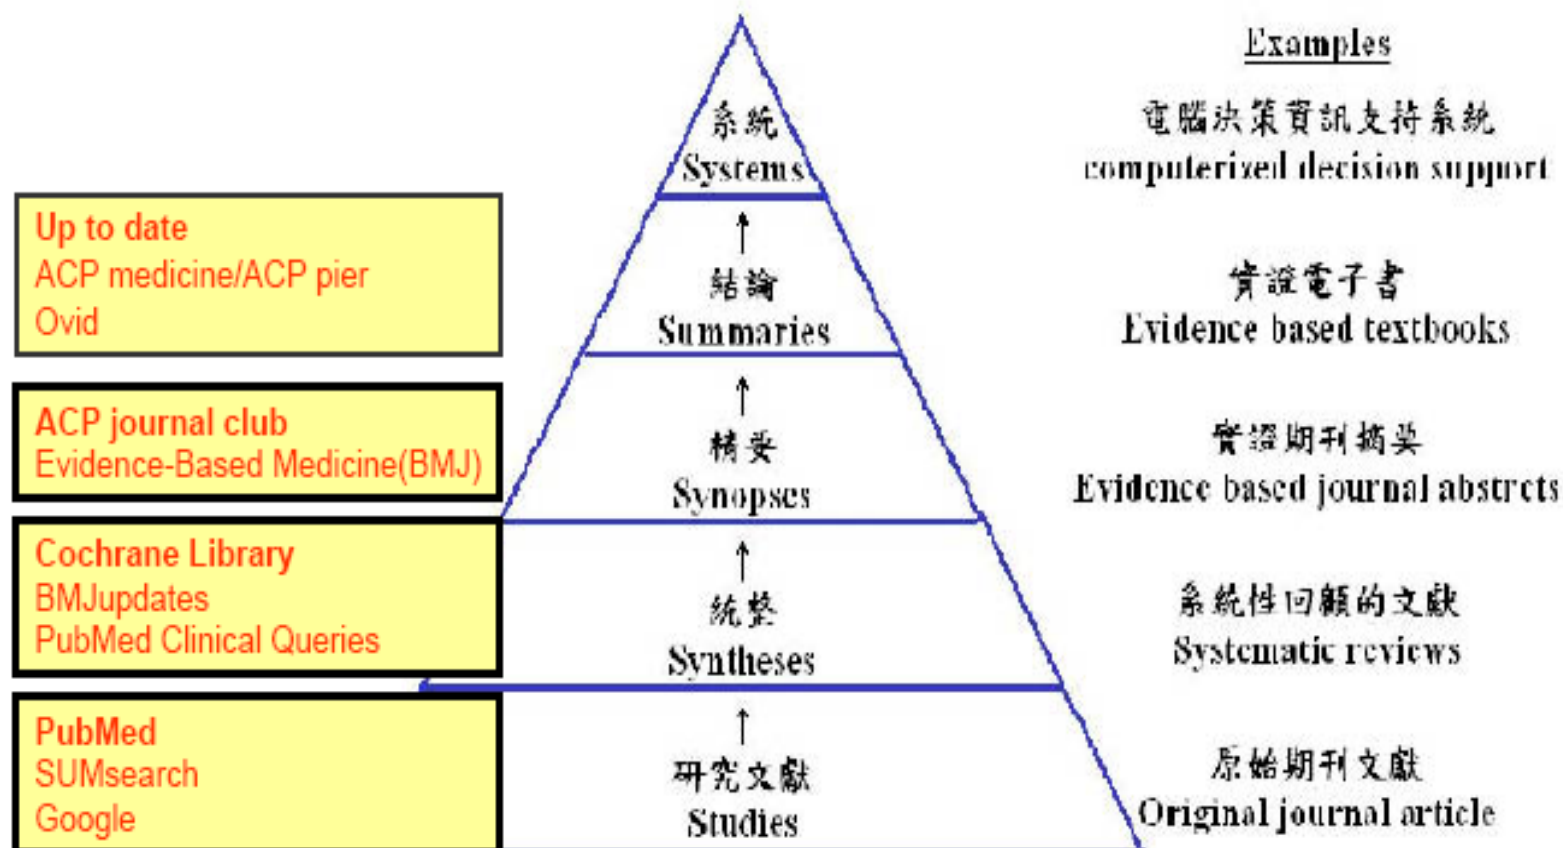 Examples
系統
Systems
電腦決策資訊支持系統
computerized decision support
Up to date
ACP medicine/ACP pier
Ovid
↑
結論
Summaries
實證電子書
Evidence based textbooks
ACP journal club
Evidence-Based Medicine(BMJ)
↑
精要
Synopses
實證期刊摘要
Evidence based journal abstrcts
Cochrane Library
BMJupdates
PubMed Clinical Queries
↑
統整
Syntheses
系統性回顧的文獻
Systematic reviews
PubMed
SUMsearch
Google
↑
研究文獻
Studies
原始期刊文獻
Original journal article